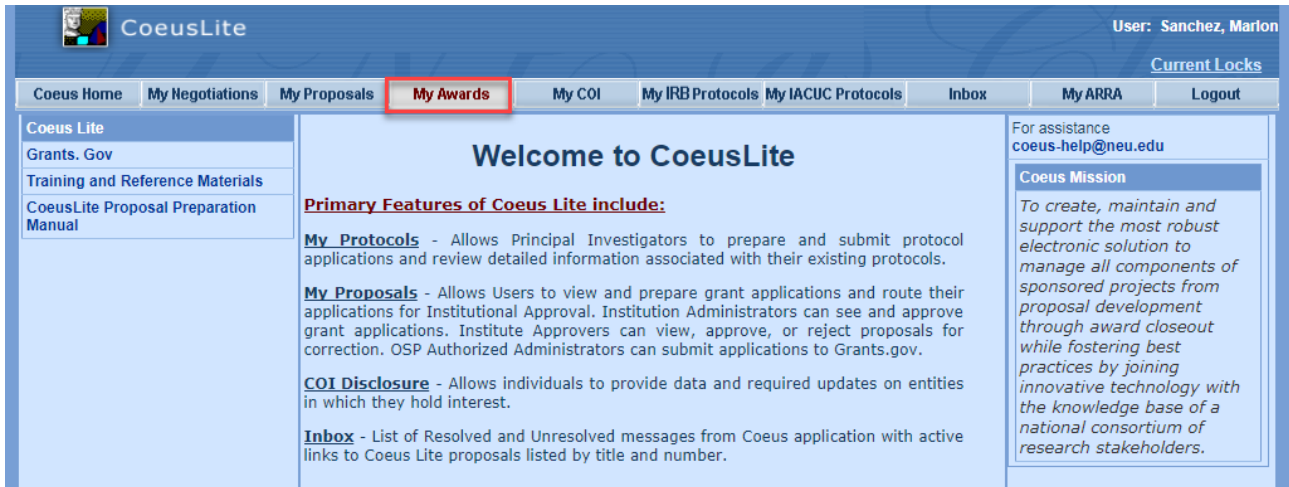 CoeusLite
User: Sanchez, Marlon
Current Locks
Coeus Home My Negotiations My Proposals My Awards My COI My IRB Protocols My IACUC Protocols Inbox My ARRA Logout
Coeus Lite
Grants. Gov
Training and Reference Materials
CoeusLite Proposal Preparation
Manual
Welcome to CoeusLite
Primary Features of Coeus Lite include:
My Protocols - Allows Principal Investigators to prepare and submit protocol
applications and review detailed information associated with their existing protocols.
My Proposals - Allows Users to view and prepare grant applications and route their
applications for Institutional Approval. Institution Administrators can see and approve
grant applications. Institute Approvers can view, approve, or reject proposals for
correction. OSP Authorized Administrators can submit applications to Grants.gov.
COI Disclosure - Allows individuals to provide data and required updates on entities
in which they hold interest.
Inbox - List of Resolved and Unresolved messages from Coeus application with active
links to Coeus Lite proposals listed by title and number.
For assistance
coeus-help@neu.edu
Coeus Mission
To create, maintain and
support the most robust
electronic solution to
manage all components of
sponsored projects from
proposal development
through award closeout
while fostering best
practices by joining
innovative technology with
the knowledge base of a
national consortium of
research stakeholders.